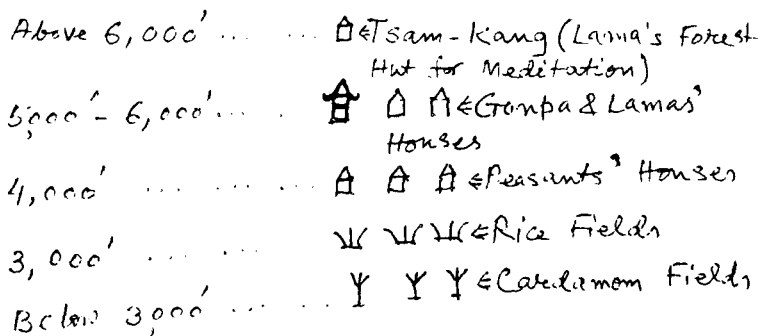 Above 6,000' ... ... Tsam-Kang (Lama's Forest
Hut for Meditation)
5,000' - 6,000' ... ... Gonpa & Lamas'
Houses
4,000' ... ... ... Peasants' Houses
3,000' ... ... Rice Fields
Below 3,000' ... ... Cardamom Fields